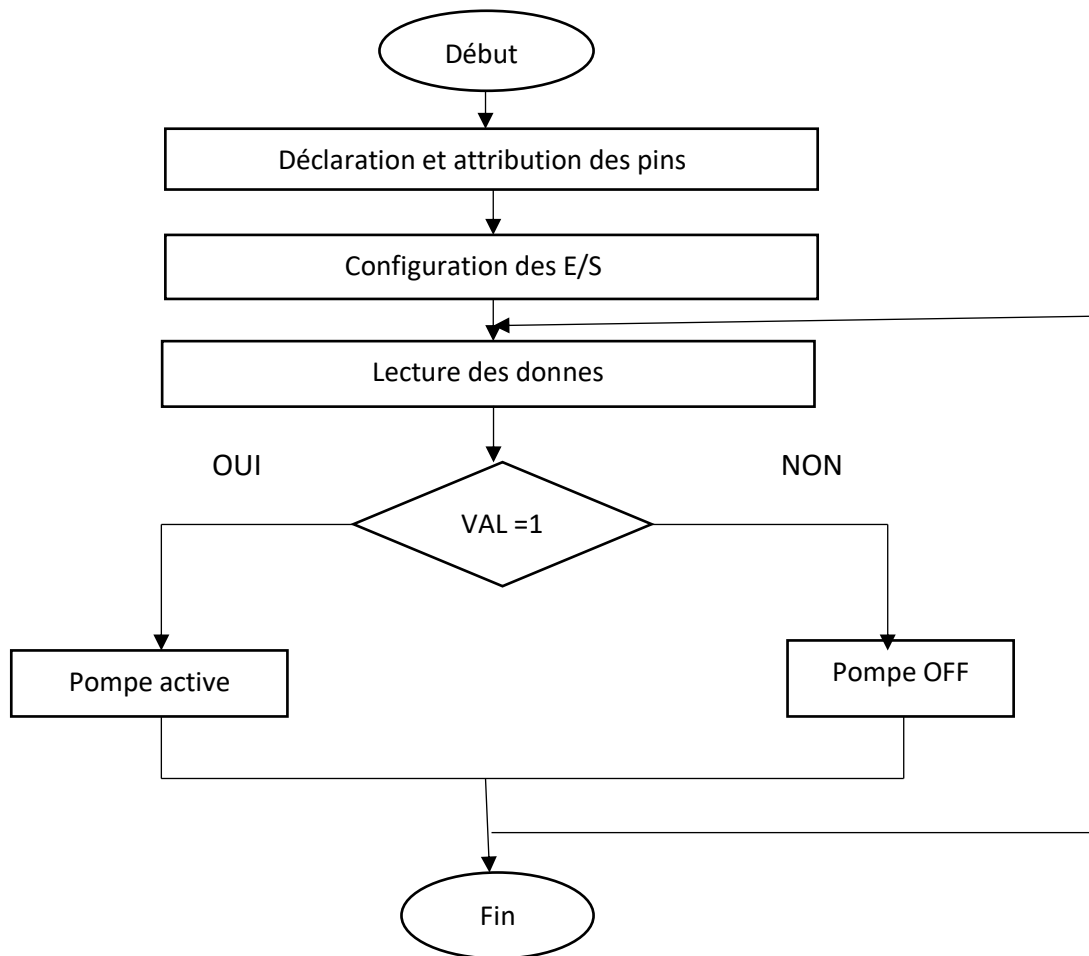 Début
Déclaration et attribution des pins
Configuration des E/S
Lecture des donnes
OUI
NON
VAL =1
Pompe active
Pompe OFF
Fin